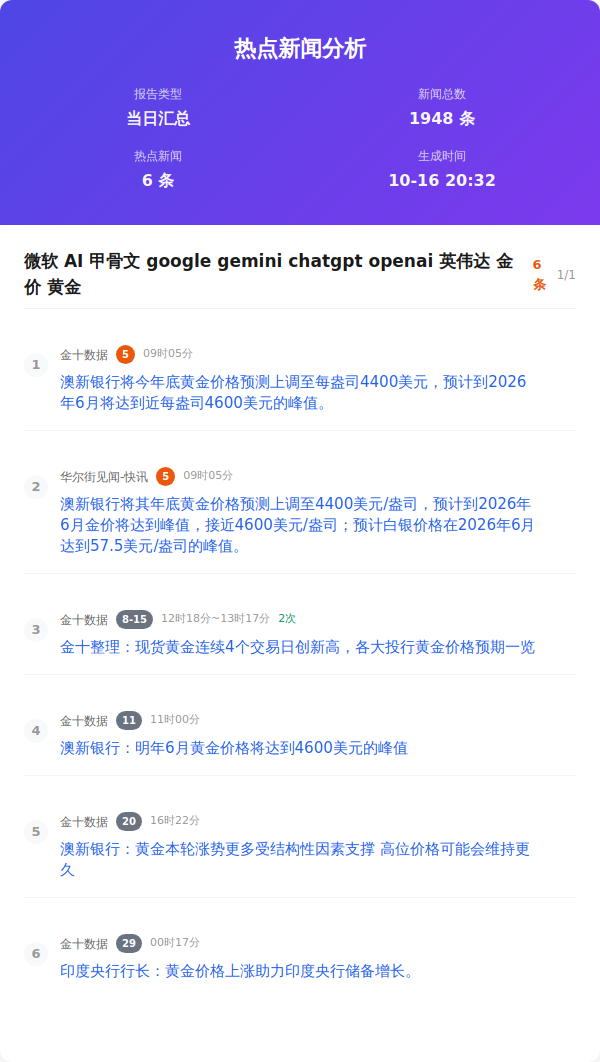 热点新闻分析
报告类型
新闻总数
当日汇总
1948 条
热点新闻
生成时间
6 条
10-16 20:32
微软 AI 甲骨文 google gemini chatgpt openai 英伟达 金
价 黄金
6
条
1/1
1
金十数据 5 09时05分
澳新银行将今年底黄金价格预测上调至每盎司4400美元，预计到2026
年6月将达到近每盎司4600美元的峰值。
2
华尔街见闻-快讯 5 09时05分
澳新银行将其年底黄金价格预测上调至4400美元/盎司，预计到2026年
6月金价将达到峰值，接近4600美元/盎司；预计白银价格在2026年6月
达到57.5美元/盎司的峰值。
3
金十数据 8-15 12时18分~13时17分 2次
金十整理：现货黄金连续4个交易日创新高，各大投行黄金价格预期一览
4
金十数据 11 11时00分
澳新银行：明年6月黄金价格将达到4600美元的峰值
5
金十数据 20 16时22分
澳新银行：黄金本轮涨势更多受结构性因素支撑 高位价格可能会维持更
久
6
金十数据 29 00时17分
印度央行行长：黄金价格上涨助力印度央行储备增长。